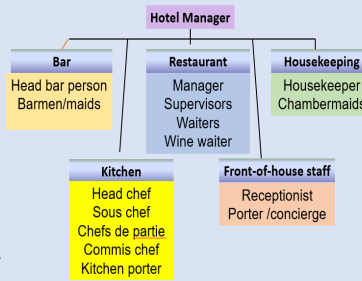 Hotel Manager
Bar
Head bar person
Barmen/maids
Restaurant
Manager
Supervisors
Waiters
Wine waiter
Housekeeping
Housekeeper
Chambermaids
Kitchen
Head chef
Sous chef
Chefs de partie
Commis chef
Kitchen porter
Front-of-house staff
Receptionist
Porter /concierge